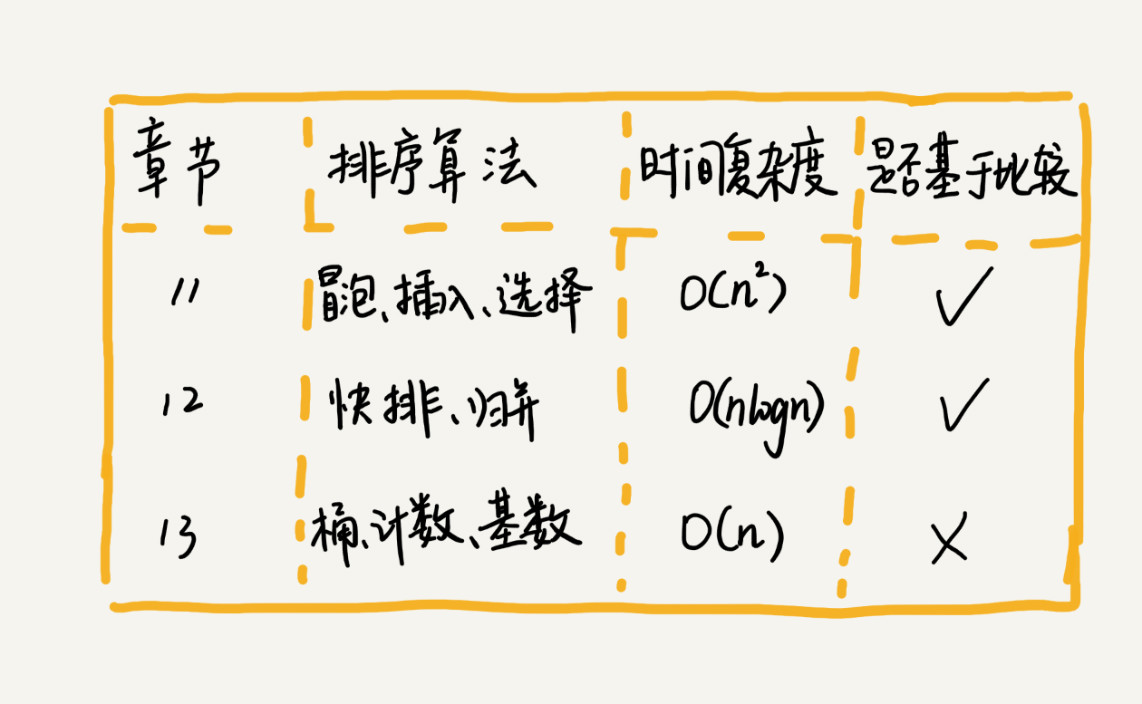 章节 排序算法 时间复杂度 是否基于比较
11 冒泡、插入、选择 O(n²) ✓
12 快排、归并 O(nlogn) ✓
13 桶、计数、基数 O(n) ×